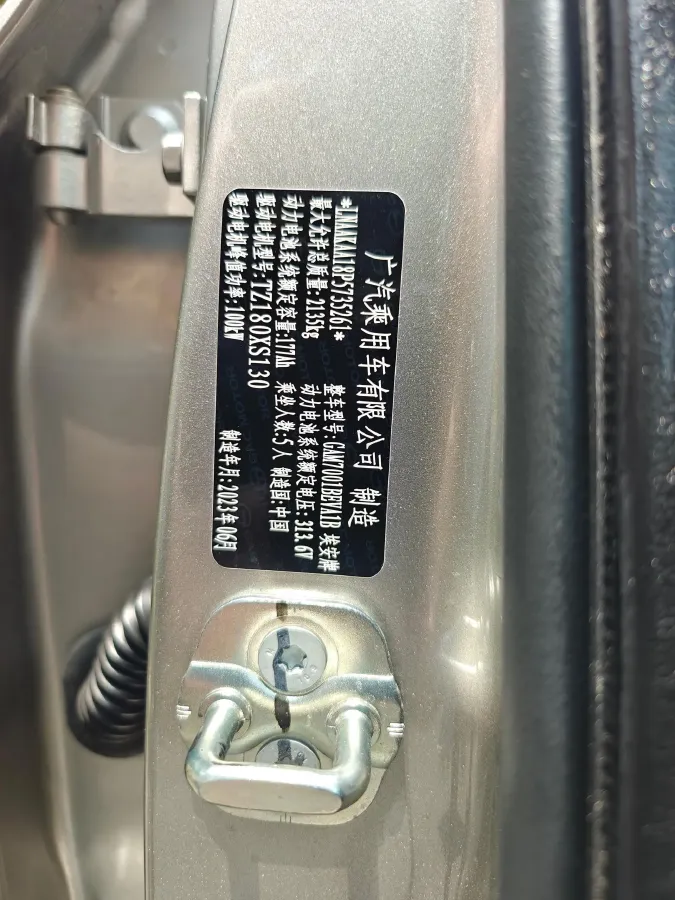 广汽乘用车有限公司 制造
*LNAKAA18P5735261* 整车型号:GAM7001BEVA1B 埃安牌
最大允许总质量:2135kg 动力电池系统额定电压:313.6V
动力电池系统额定容量:177Ah 乘坐人数:5人 制造国:中国
驱动电机型号:TZ180XS130
驱动电机峰值功率:100kW 制造年月:2023年06月